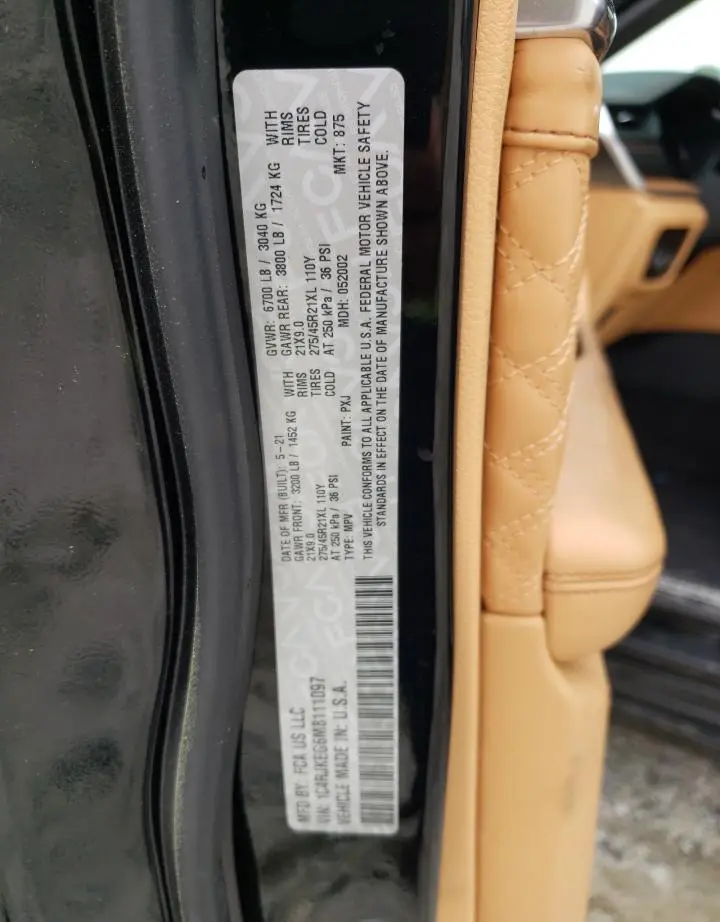 MFD BY: FCA US LLC
DATE OF MFR (BUILT): 5-21
GVWR: 6700 LB / 3040 KG
VIN: 1C4RJKEG6M8111097
GAWR FRONT: 3200 LB / 1452 KG WITH
GAWR REAR: 3800 LB / 1724 KG WITH
21X9.0 RIMS
21X9.0 RIMS
275/45R21XL 110Y TIRES
275/45R21XL 110Y TIRES
AT 250 kPa / 36 PSI COLD
AT 250 kPa / 36 PSI COLD
VEHICLE MADE IN: U.S.A.
TYPE: MPV PAINT: PXJ MDH: 052002 MKT: 875
THIS VEHICLE CONFORMS TO ALL APPLICABLE U.S.A. FEDERAL MOTOR VEHICLE SAFETY
STANDARDS IN EFFECT ON THE DATE OF MANUFACTURE SHOWN ABOVE.